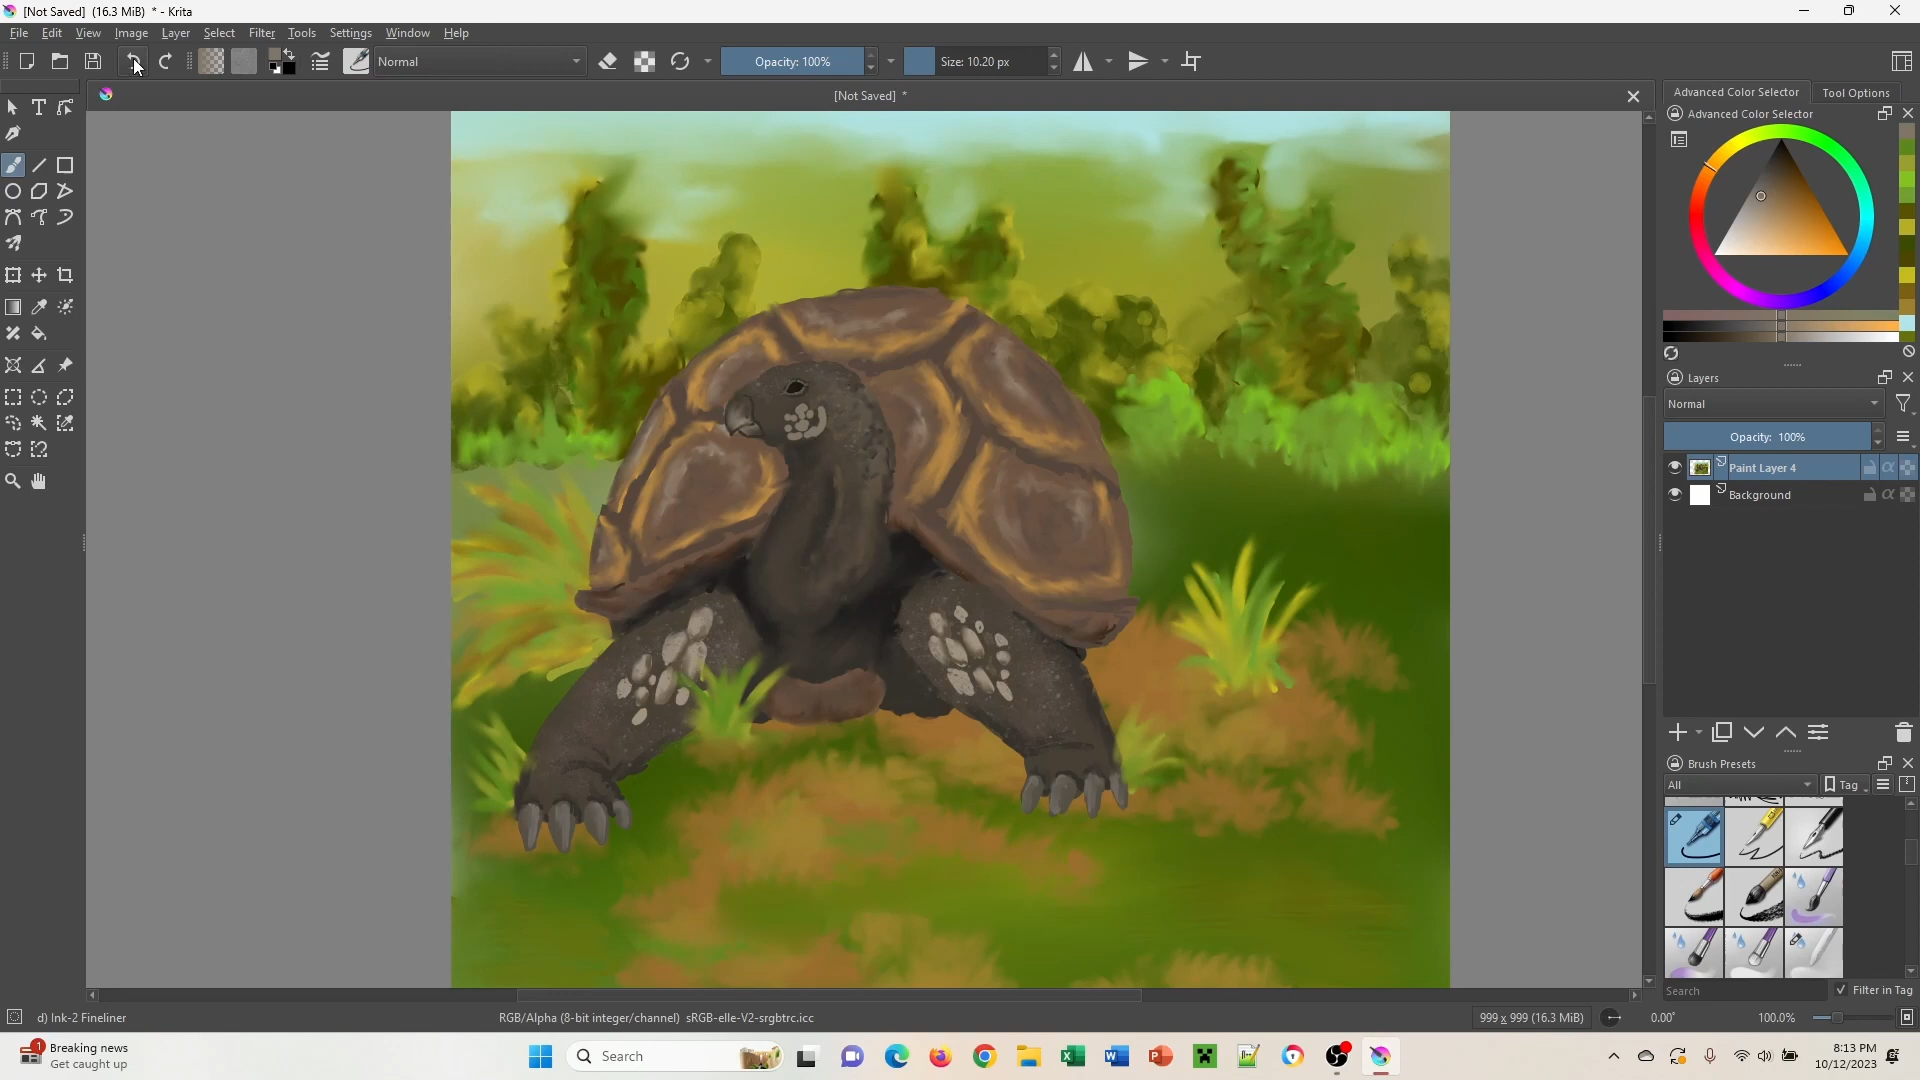 [Not Saved] (16.3 MiB) * - Krita
File Edit View Image Layer Select Filter Tools Settings Window Help
Normal
Opacity: 100%
Size: 10.20 px
[Not Saved] *
Advanced Color Selector
Tool Options
Advanced Color Selector
Layers
Normal
Opacity: 100%
Paint Layer 4
Background
Brush Presets
All
Tag
Search
Filter in Tag
d) Ink-2 Fineliner
RGB/Alpha (8-bit integer/channel) sRGB-elle-V2-srgbtrc.icc
999 x 999 (16.3 MiB)
0.00°
100.0%
1
Breaking news
Get caught up
Search
8:13 PM
10/12/2023